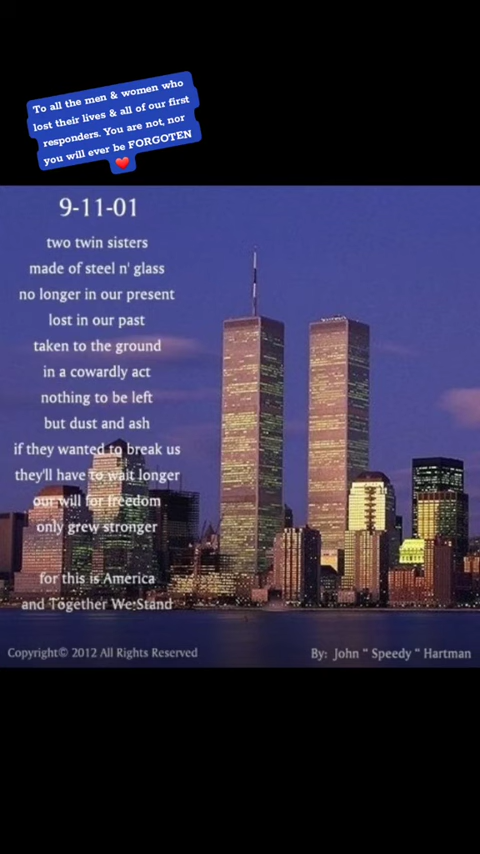 To all the men & women who
lost their lives & all of our first
responders. You are not, nor
you will ever be FORGOTEN
❤️
9-11-01
two twin sisters
made of steel n' glass
no longer in our present
lost in our past
taken to the ground
in a cowardly act
nothing to be left
but dust and ash
if they wanted to break us
they'll have to wait longer
our will for freedom
only grew stronger
for this is America
and Together We Stand
Copyright© 2012 All Rights Reserved
By: John " Speedy " Hartman